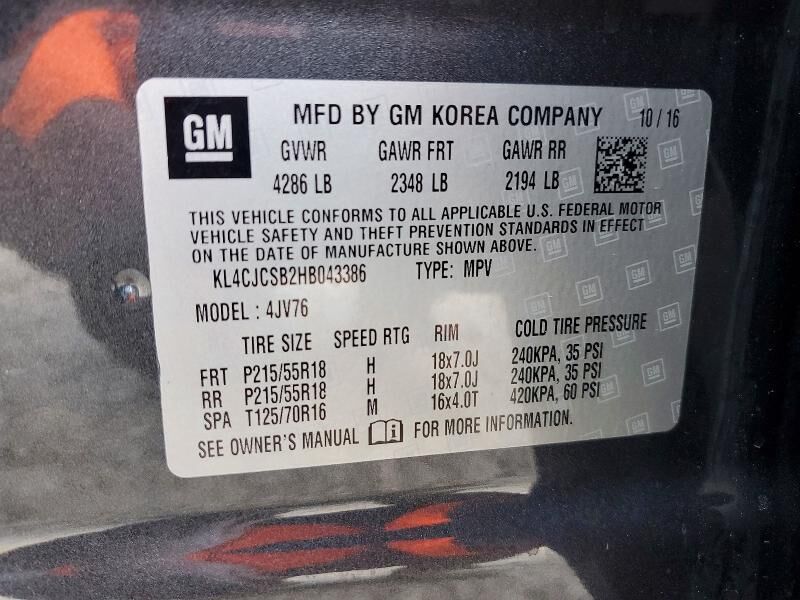 GM
MFD BY GM KOREA COMPANY 10 / 16
GVWR GAWR FRT GAWR RR
4286 LB 2348 LB 2194 LB
THIS VEHICLE CONFORMS TO ALL APPLICABLE U.S. FEDERAL MOTOR
VEHICLE SAFETY AND THEFT PREVENTION STANDARDS IN EFFECT
ON THE DATE OF MANUFACTURE SHOWN ABOVE.
KL4CJCSB2HB043386 TYPE: MPV
MODEL : 4JV76
TIRE SIZE SPEED RTG RIM COLD TIRE PRESSURE
FRT P215/55R18 H 18x7.0J 240KPA, 35 PSI
RR P215/55R18 H 18x7.0J 240KPA, 35 PSI
SPA T125/70R16 M 16x4.0T 420KPA, 60 PSI
SEE OWNER'S MANUAL i FOR MORE INFORMATION.